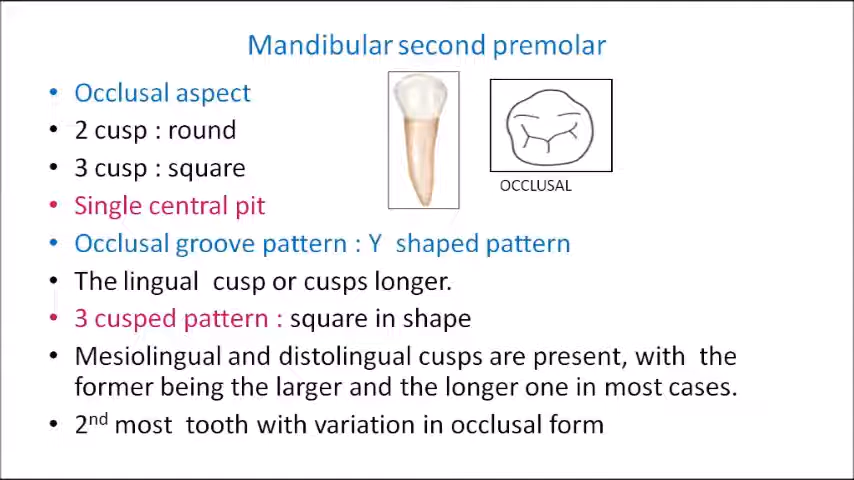 Mandibular second premolar
• Occlusal aspect
• 2 cusp : round
• 3 cusp : square
• Single central pit
OCCLUSAL
• Occlusal groove pattern : Y shaped pattern
• The lingual cusp or cusps longer.
• 3 cusped pattern : square in shape
• Mesiolingual and distolingual cusps are present, with the
former being the larger and the longer one in most cases.
• 2nd most tooth with variation in occlusal form